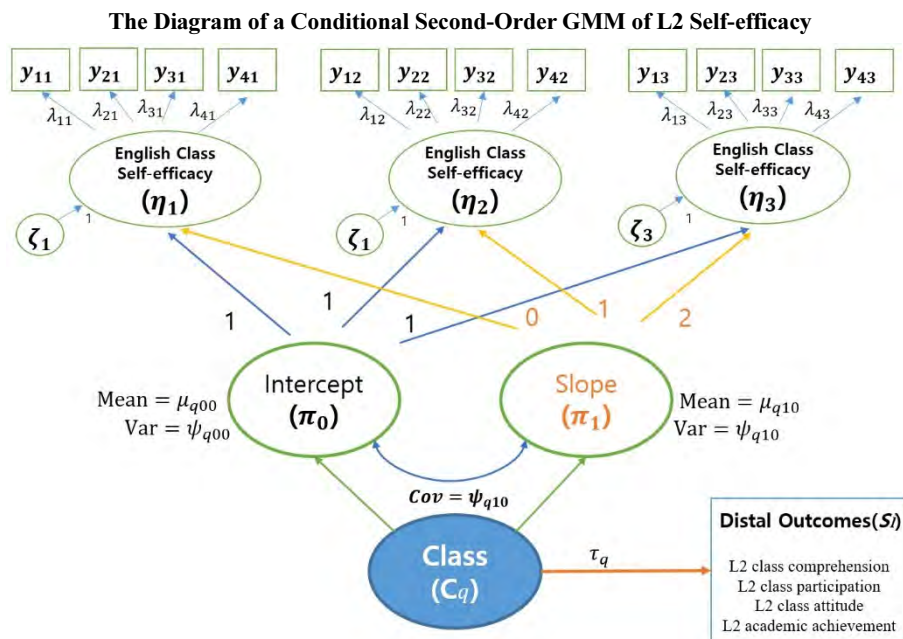 The Diagram of a Conditional Second-Order GMM of L2 Self-efficacy
y₁₁ y₂₁ y₃₁ y₄₁ y₁₂ y₂₂ y₃₂ y₄₂ y₁₃ y₂₃ y₃₃ y₄₃
λ₁₁ λ₂₁ λ₃₁ λ₄₁ λ₁₂ λ₂₂ λ₃₂ λ₄₂ λ₁₃ λ₂₃ λ₃₃ λ₄₃
English Class
Self-efficacy
(η₁)
English Class
Self-efficacy
(η₂)
English Class
Self-efficacy
(η₃)
ζ₁ 1
ζ₁ 1
ζ₃ 1
1 1 1 0 1 2
Intercept
(π₀)
Mean = μq00
Var = ψq00
Slope
(π₁)
Mean = μq10
Var = ψq10
Cov = ψq10
Class
(Cq)
τq
Distal Outcomes(Si)
L2 class comprehension
L2 class participation
L2 class attitude
L2 academic achievement